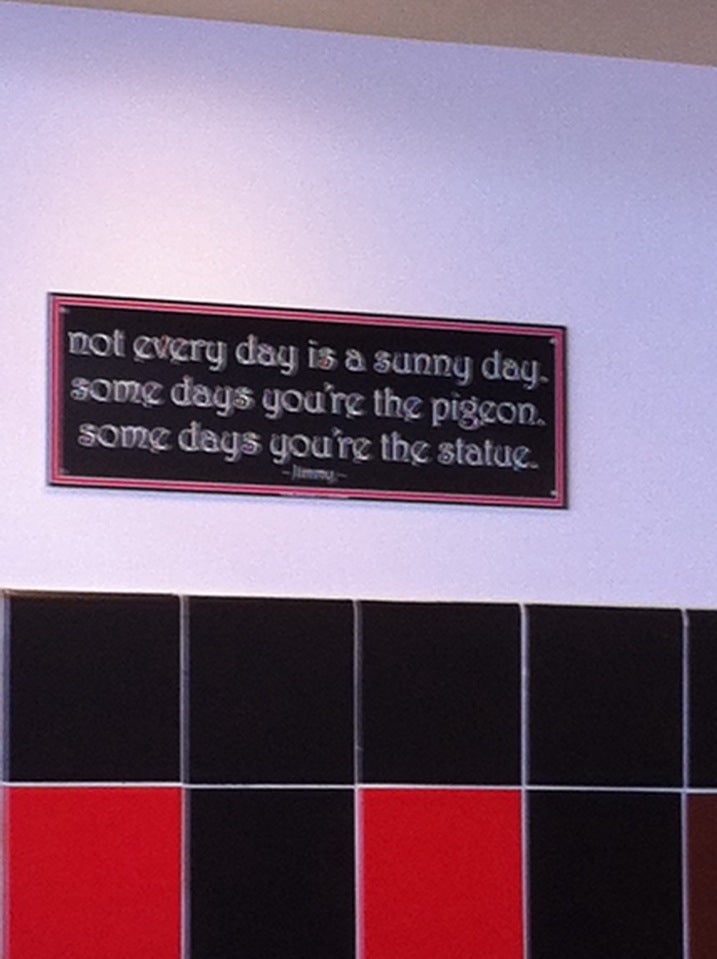 not every day is a sunny day.
some days you're the pigeon.
some days you're the statue.
-Jimmy-